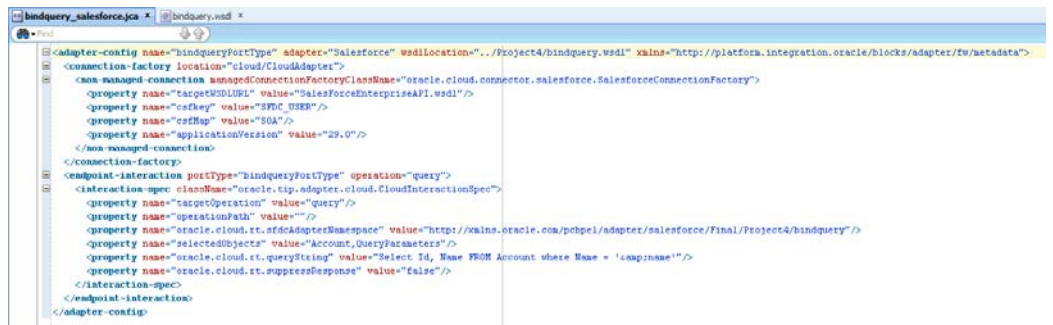 bindquery_salesforce.jca × bindquery.wsdl ×
Find
<adapter-config name="bindqueryPortType" adapter="Salesforce" wsdlLocation="../Project4/bindquery.wsdl" xmlns="http://platform.integration.oracle/blocks/adapter/fw/metadata">
<connection-factory location="cloud/CloudAdapter">
<non-managed-connection managedConnectionFactoryClassName="oracle.cloud.connector.salesforce.SalesforceConnectionFactory">
<property name="targetWSDLURL" value="SalesForceEnterpriseAPI.wsdl"/>
<property name="csfkey" value="SFDC_USER"/>
<property name="csfMap" value="SOA"/>
<property name="applicationVersion" value="29.0"/>
</non-managed-connection>
</connection-factory>
<endpoint-interaction portType="bindqueryPortType" operation="query">
<interaction-spec className="oracle.tip.adapter.cloud.CloudInteractionSpec">
<property name="targetOperation" value="query"/>
<property name="operationPath" value=""/>
<property name="oracle.cloud.rt.sfdcAdapterNamespace" value="http://xmlns.oracle.com/pcbpel/adapter/salesforce/Final/Project4/bindquery"/>
<property name="selectedObjects" value="Account,QueryParameters"/>
<property name="oracle.cloud.rt.queryString" value="Select Id, Name FROM Account where Name = '&amp;name'"/>
<property name="oracle.cloud.rt.suppressResponse" value="false"/>
</interaction-spec>
</endpoint-interaction>
</adapter-config>